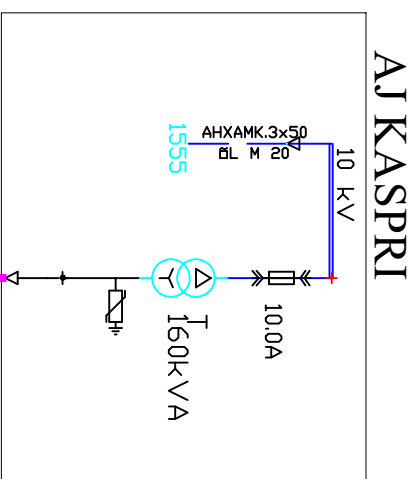 AJ KASPRI
10 kV
AHXAMK.3x50
ÕL M 20
1555
10.0A
T
160kVA